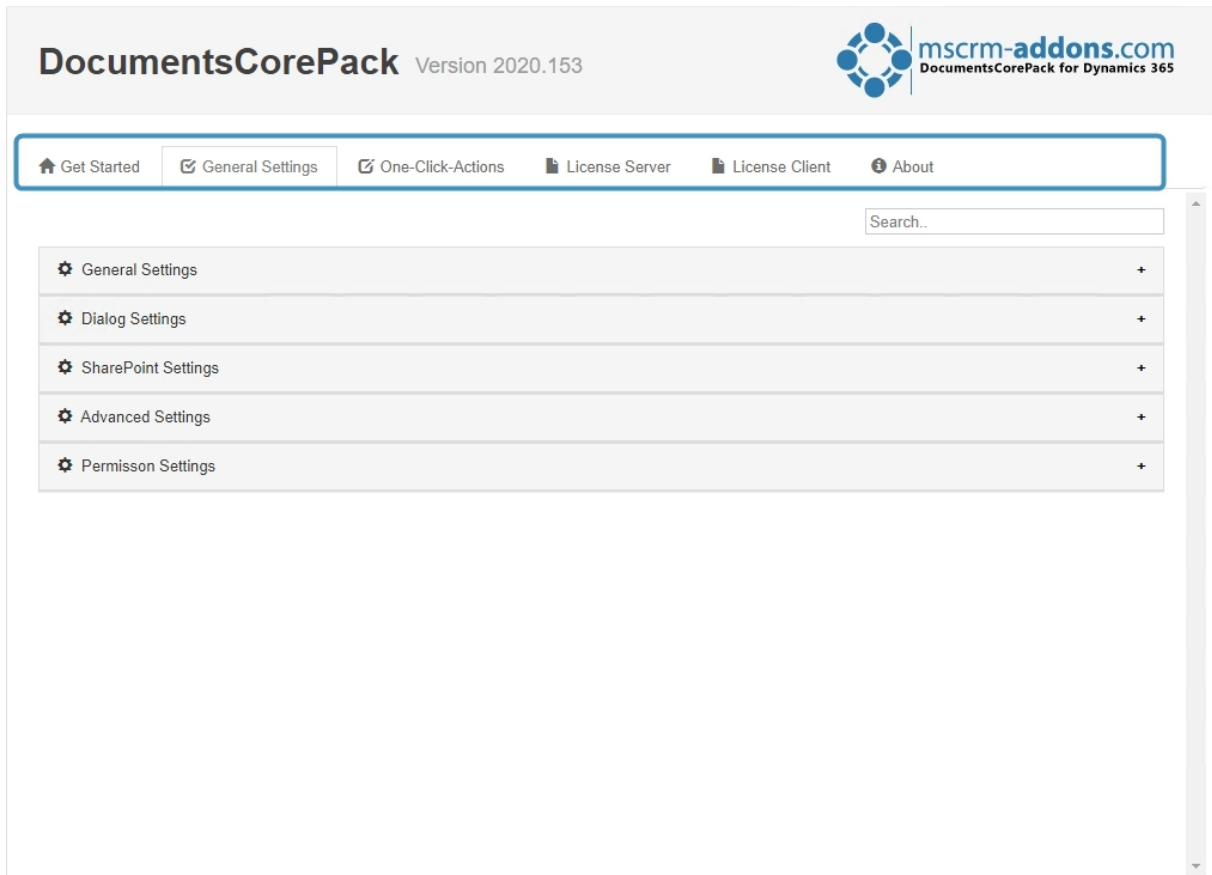 DocumentsCorePack Version 2020.153
mscrm-addons.com
DocumentsCorePack for Dynamics 365
Get Started General Settings One-Click-Actions License Server License Client About
Search..
General Settings +
Dialog Settings +
SharePoint Settings +
Advanced Settings +
Permisson Settings +